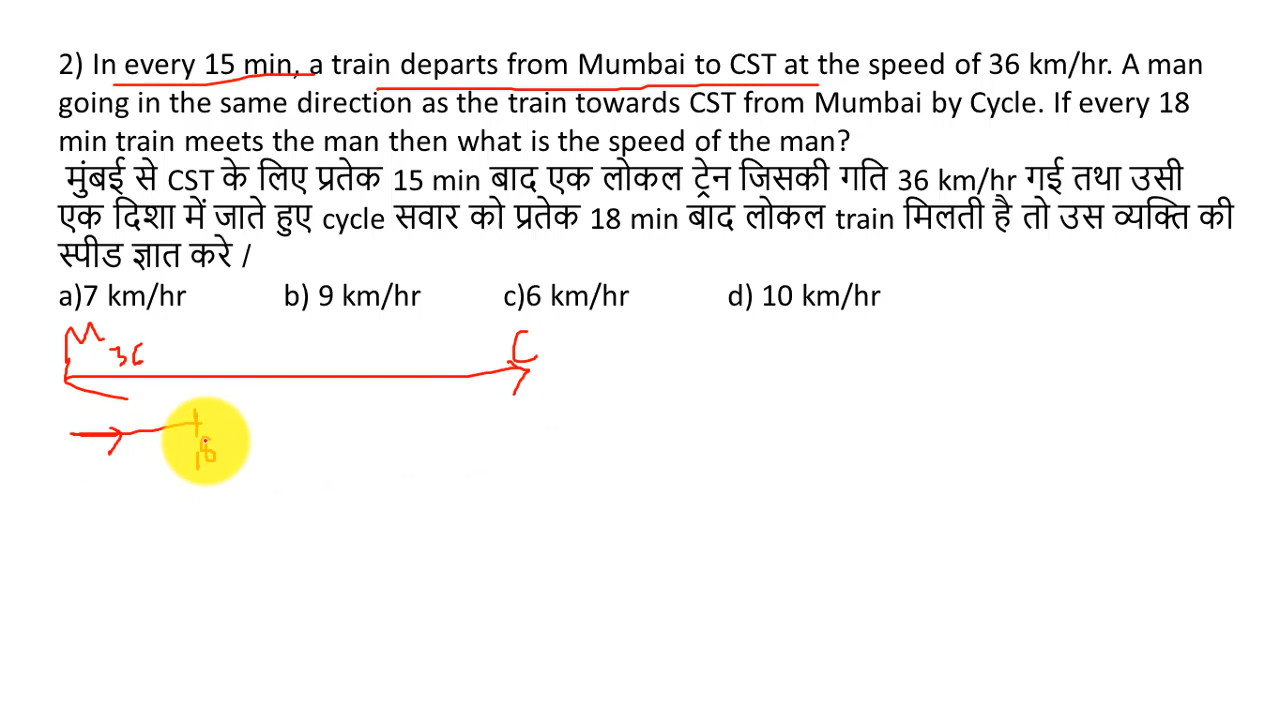 2) In every 15 min, a train departs from Mumbai to CST at the speed of 36 km/hr. A man
going in the same direction as the train towards CST from Mumbai by Cycle. If every 18
min train meets the man then what is the speed of the man?
मुंबई से CST के लिए प्रतेक 15 min बाद एक लोकल ट्रेन जिसकी गति 36 km/hr गई तथा उसी
एक दिशा में जाते हुए cycle सवार को प्रतेक 18 min बाद लोकल train मिलती है तो उस व्यक्ति की
स्पीड ज्ञात करे /
a)7 km/hr b) 9 km/hr c)6 km/hr d) 10 km/hr
M 36 C
18